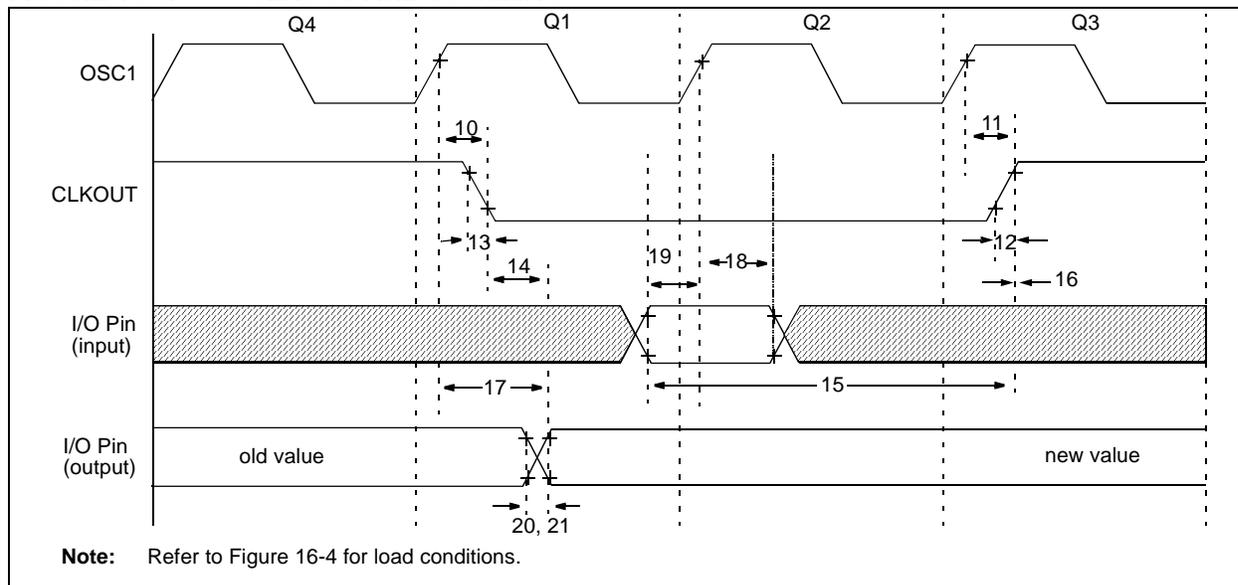 Q4 Q1 Q2 Q3
OSC1
10 11
CLKOUT
13 12
14 19 18 16
I/O Pin
(input)
17 15
I/O Pin
(output)
old value new value
20, 21
Note: Refer to Figure 16-4 for load conditions.